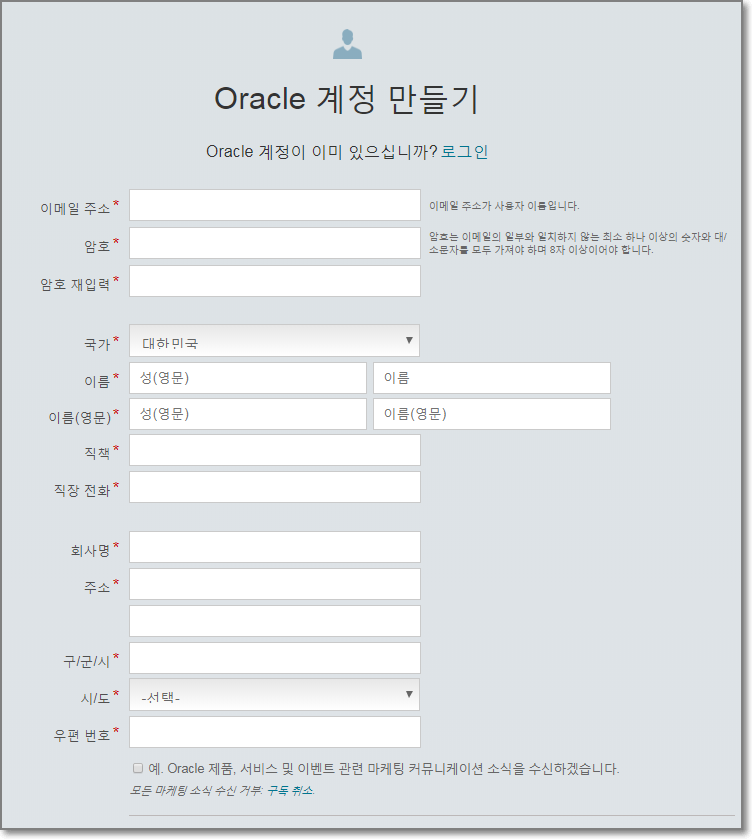 Oracle 계정 만들기
Oracle 계정이 이미 있으십니까? 로그인
이메일 주소 * 이메일 주소가 사용자 이름입니다.
암호 * 암호는 이메일의 일부와 일치하지 않는 최소 하나 이상의 숫자와 대/
소문자를 모두 가져야 하며 8자 이상이어야 합니다.
암호 재입력 *
국가 * 대한민국
이름 * 성(영문) 이름
이름(영문) * 성(영문) 이름(영문)
직책 *
직장 전화 *
회사명 *
주소 *
구/군/시 *
시/도 * -선택-
우편 번호 *
예. Oracle 제품, 서비스 및 이벤트 관련 마케팅 커뮤니케이션 소식을 수신하겠습니다.
모든 마케팅 소식 수신 거부: 구독 취소.